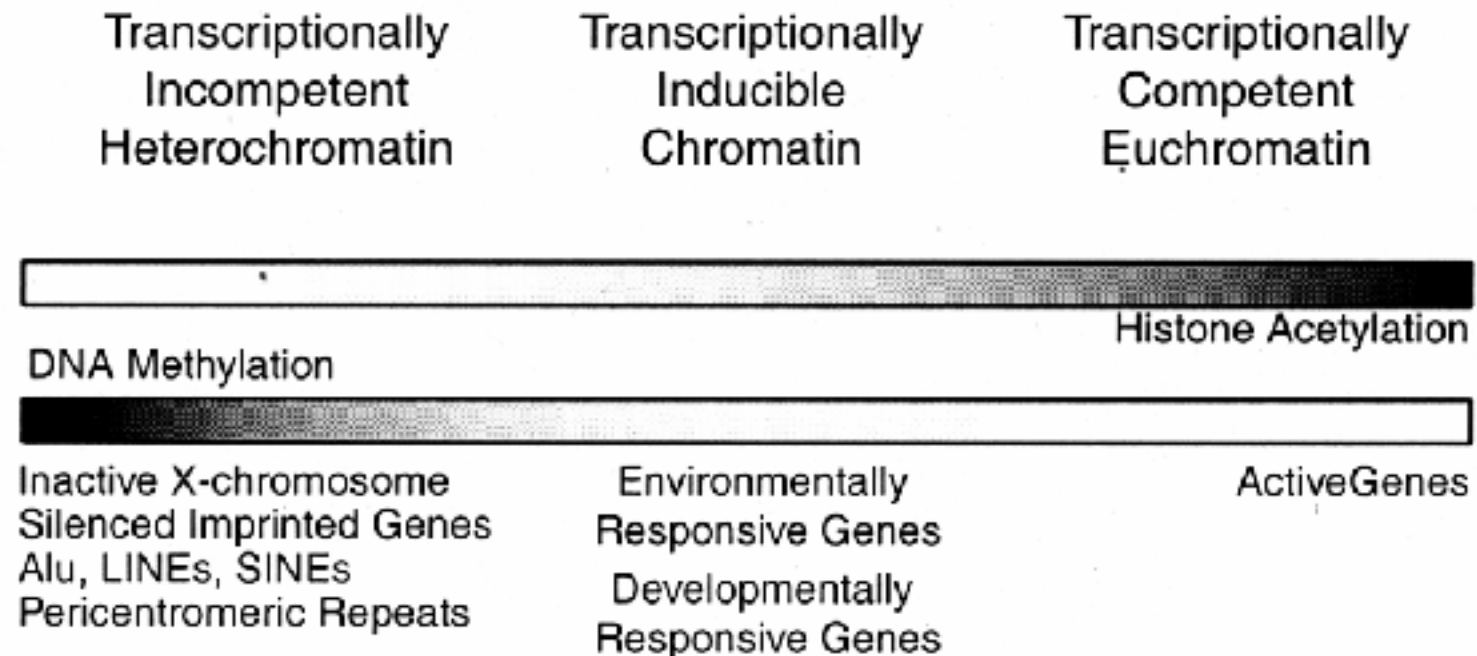 Transcriptionally
Incompetent
Heterochromatin
Transcriptionally
Inducible
Chromatin
Transcriptionally
Competent
Euchromatin
Histone Acetylation
DNA Methylation
Inactive X-chromosome
Silenced Imprinted Genes
Alu, LINEs, SINEs
Pericentromeric Repeats
Environmentally
Responsive Genes
Developmentally
Responsive Genes
ActiveGenes